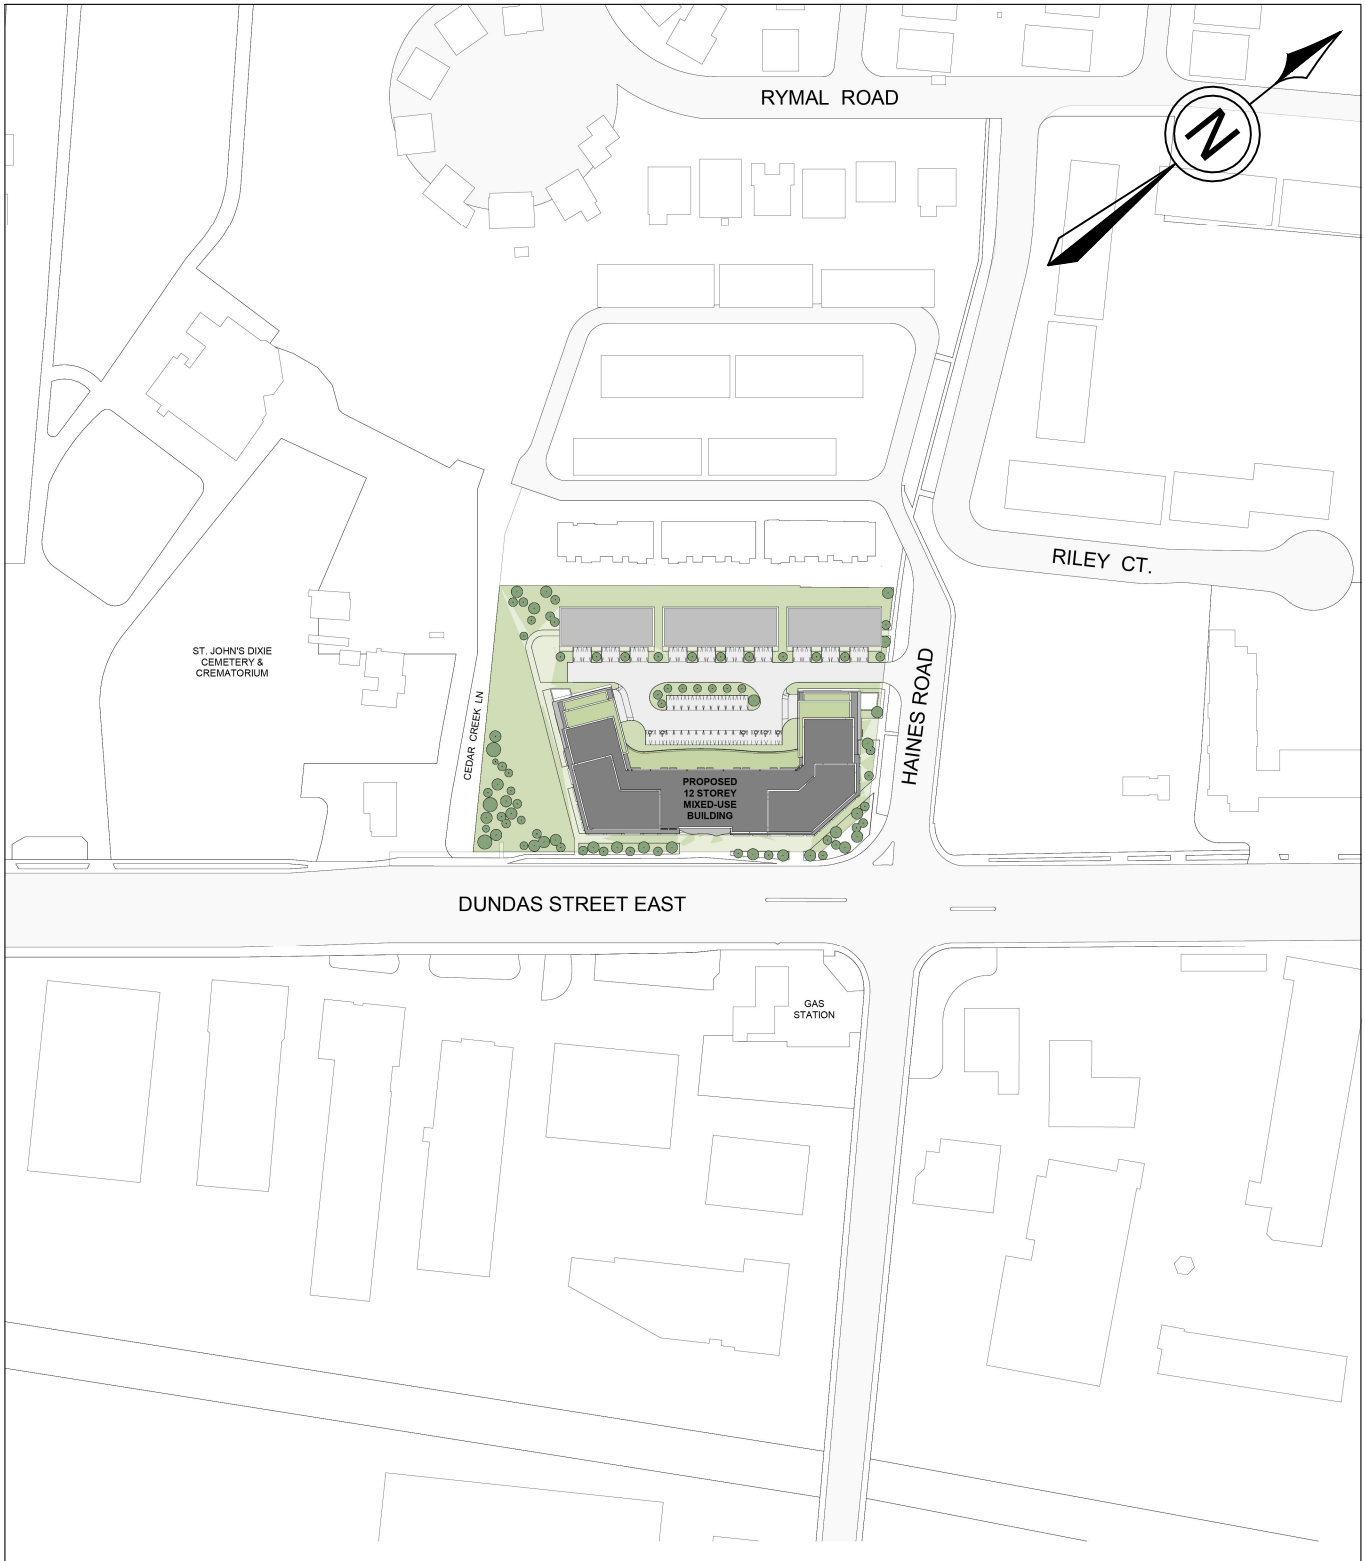 RYMAL ROAD
N
RILEY CT.
ST. JOHN'S DIXIE
CEMETERY &
CREMATORIUM
CEDAR CREEK LN
HAINES ROAD
PROPOSED
12 STOREY
MIXED-USE
BUILDING
DUNDAS STREET EAST
GAS
STATION